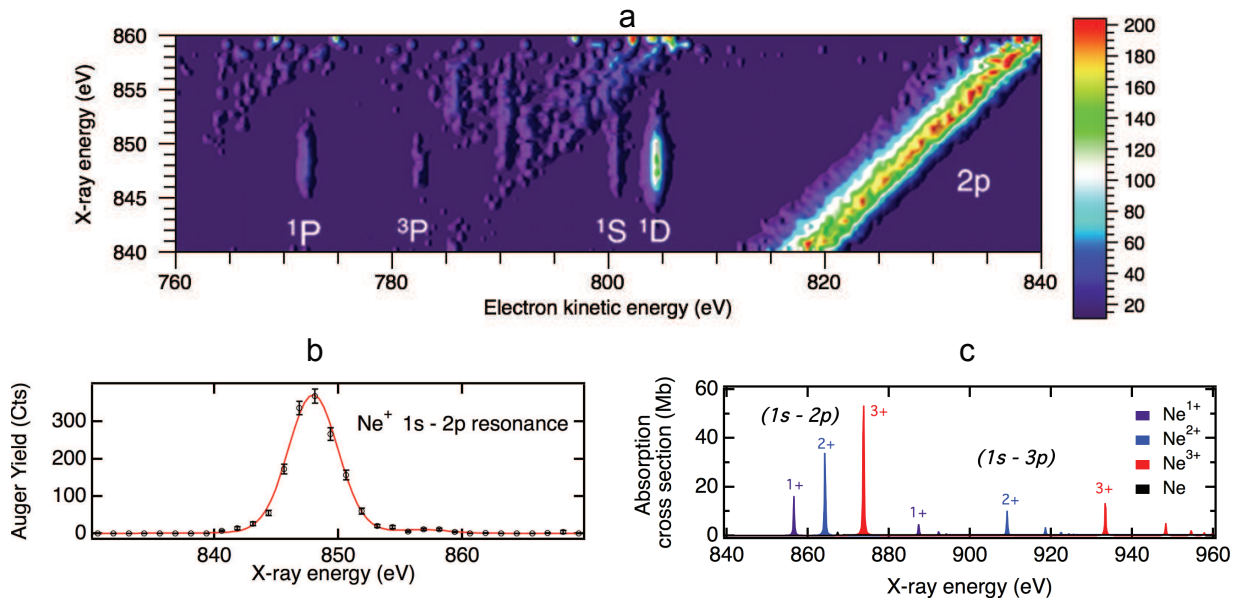 a
860
855
850
845
840
X-ray energy (eV)
¹P
³P
¹S
¹D
2p
760
780
800
820
840
Electron kinetic energy (eV)
200
180
160
140
120
100
80
60
40
20
b
Auger Yield (Cts)
300
200
100
0
Ne⁺ 1s - 2p resonance
840
850
860
X-ray energy (eV)
c
Absorption
cross section (Mb)
60
40
20
0
(1s - 2p)
1+
2+
3+
(1s - 3p)
1+
2+
3+
Ne¹⁺
Ne²⁺
Ne³⁺
Ne
840
860
880
900
920
940
960
X-ray energy (eV)